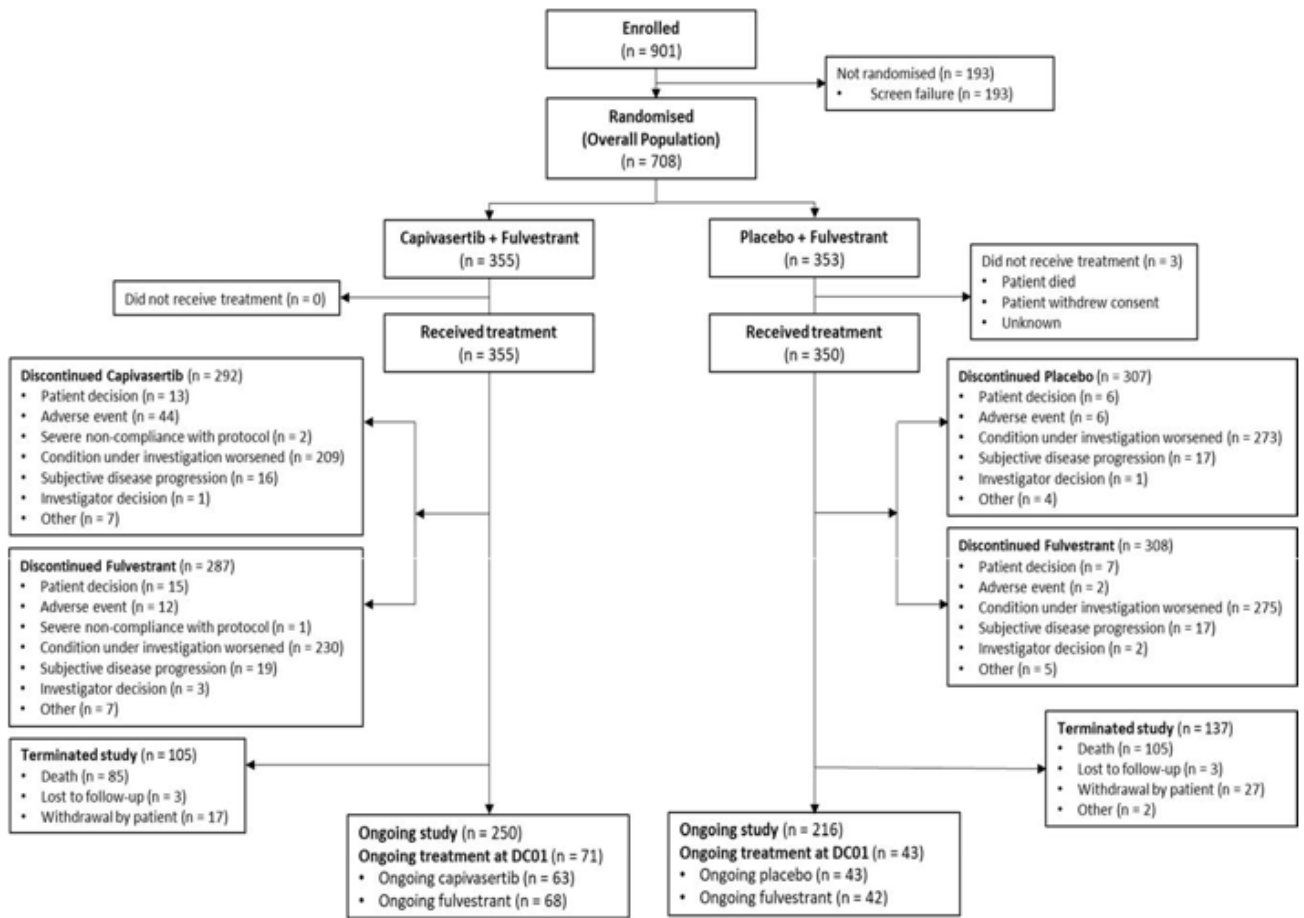 Enrolled
(n = 901)
Not randomised (n = 193)
• Screen failure (n = 193)
Randomised
(Overall Population)
(n = 708)
Capivasertib + Fulvestrant
(n = 355)
Placebo + Fulvestrant
(n = 353)
Did not receive treatment (n = 0)
Did not receive treatment (n = 3)
• Patient died
• Patient withdrew consent
• Unknown
Received treatment
(n = 355)
Received treatment
(n = 350)
Discontinued Capivasertib (n = 292)
• Patient decision (n = 13)
• Adverse event (n = 44)
• Severe non-compliance with protocol (n = 2)
• Condition under investigation worsened (n = 209)
• Subjective disease progression (n = 16)
• Investigator decision (n = 1)
• Other (n = 7)
Discontinued Placebo (n = 307)
• Patient decision (n = 6)
• Adverse event (n = 6)
• Condition under investigation worsened (n = 273)
• Subjective disease progression (n = 17)
• Investigator decision (n = 1)
• Other (n = 4)
Discontinued Fulvestrant (n = 287)
• Patient decision (n = 15)
• Adverse event (n = 12)
• Severe non-compliance with protocol (n = 1)
• Condition under investigation worsened (n = 230)
• Subjective disease progression (n = 19)
• Investigator decision (n = 3)
• Other (n = 7)
Discontinued Fulvestrant (n = 308)
• Patient decision (n = 7)
• Adverse event (n = 2)
• Condition under investigation worsened (n = 275)
• Subjective disease progression (n = 17)
• Investigator decision (n = 2)
• Other (n = 5)
Terminated study (n = 105)
• Death (n = 85)
• Lost to follow-up (n = 3)
• Withdrawal by patient (n = 17)
Terminated study (n = 137)
• Death (n = 105)
• Lost to follow-up (n = 3)
• Withdrawal by patient (n = 27)
• Other (n = 2)
Ongoing study (n = 250)
Ongoing treatment at DC01 (n = 71)
• Ongoing capivasertib (n = 63)
• Ongoing fulvestrant (n = 68)
Ongoing study (n = 216)
Ongoing treatment at DC01 (n = 43)
• Ongoing placebo (n = 43)
• Ongoing fulvestrant (n = 42)